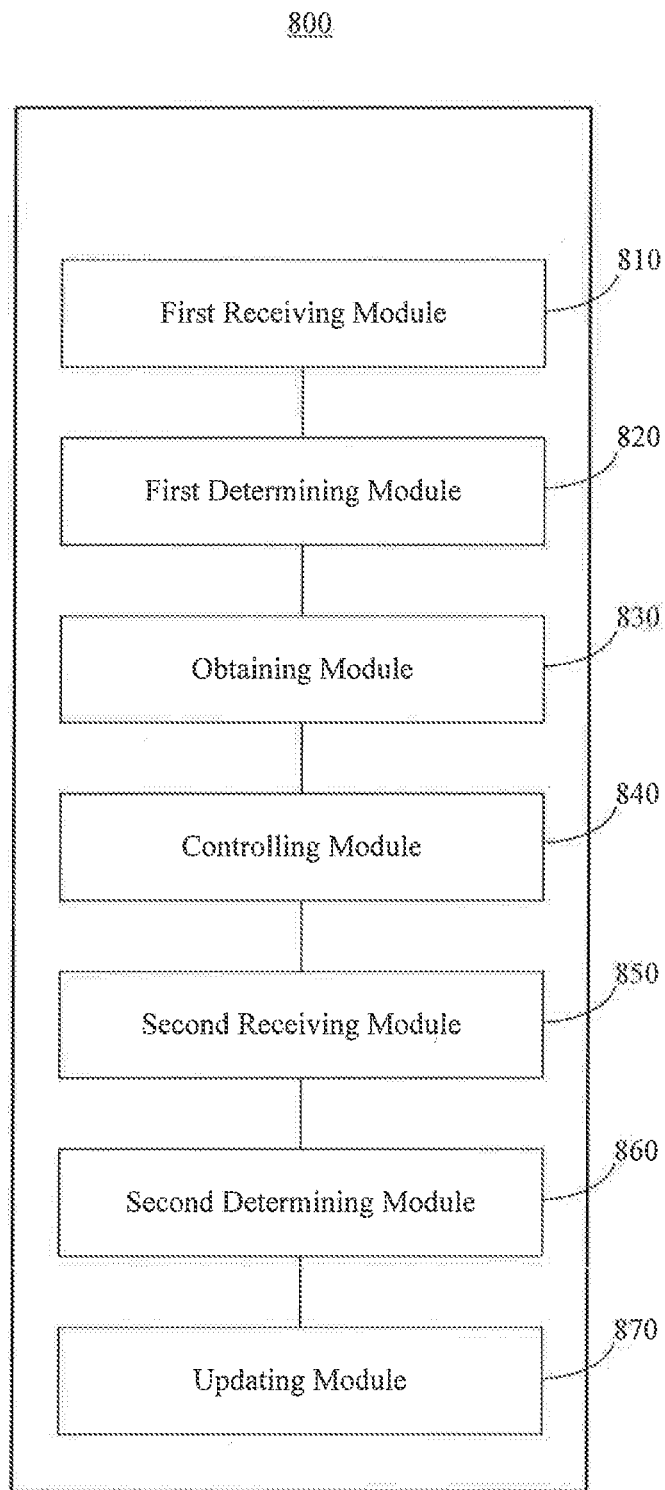 800
810
First Receiving Module
820
First Determining Module
830
Obtaining Module
840
Controlling Module
850
Second Receiving Module
860
Second Determining Module
870
Updating Module